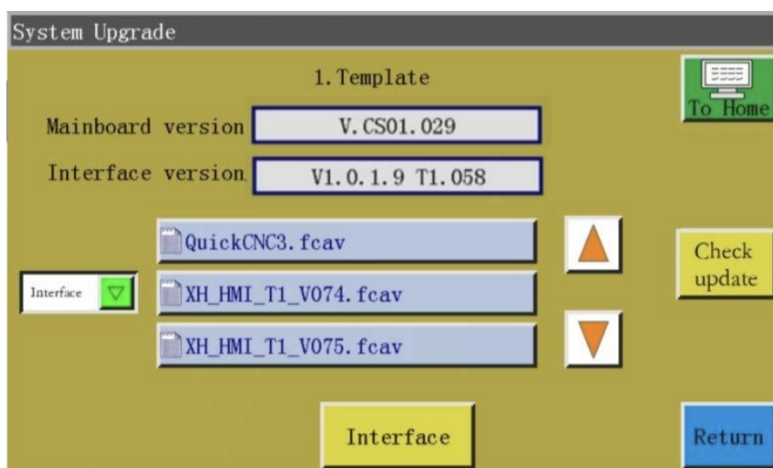 System Upgrade
1.Template
To Home
Mainboard version V.CS01.029
Interface version V1.0.1.9 T1.058
QuickCNC3.fcav
Check
update
Interface XH_HMI_T1_V074.fcav
XH_HMI_T1_V075.fcav
Interface
Return